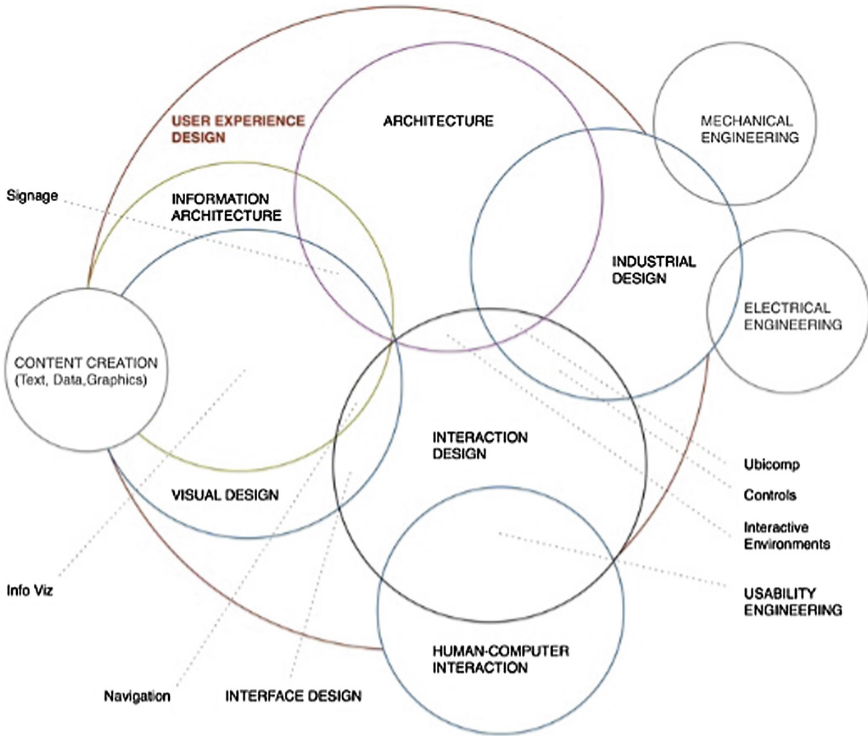 USER EXPERIENCE
DESIGN
ARCHITECTURE
MECHANICAL
ENGINEERING
Signage
INFORMATION
ARCHITECTURE
INDUSTRIAL
DESIGN
ELECTRICAL
ENGINEERING
CONTENT CREATION
(Text, Data,Graphics)
INTERACTION
DESIGN
VISUAL DESIGN
Ubicomp
Controls
Interactive
Environments
USABILITY
ENGINEERING
Info Viz
HUMAN-COMPUTER
INTERACTION
Navigation
INTERFACE DESIGN